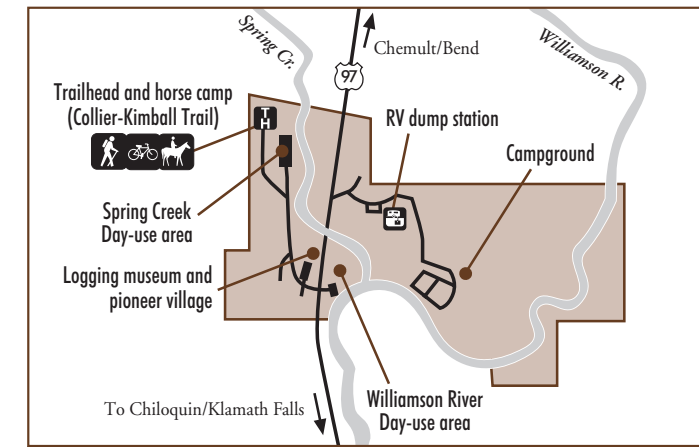 Spring Cr.
Chemult/Bend
Williamson R.
97
Trailhead and horse camp
(Collier-Kimball Trail)
TH
RV dump station
Campground
Spring Creek
Day-use area
Logging museum and
pioneer village
Williamson River
Day-use area
To Chiloquin/Klamath Falls